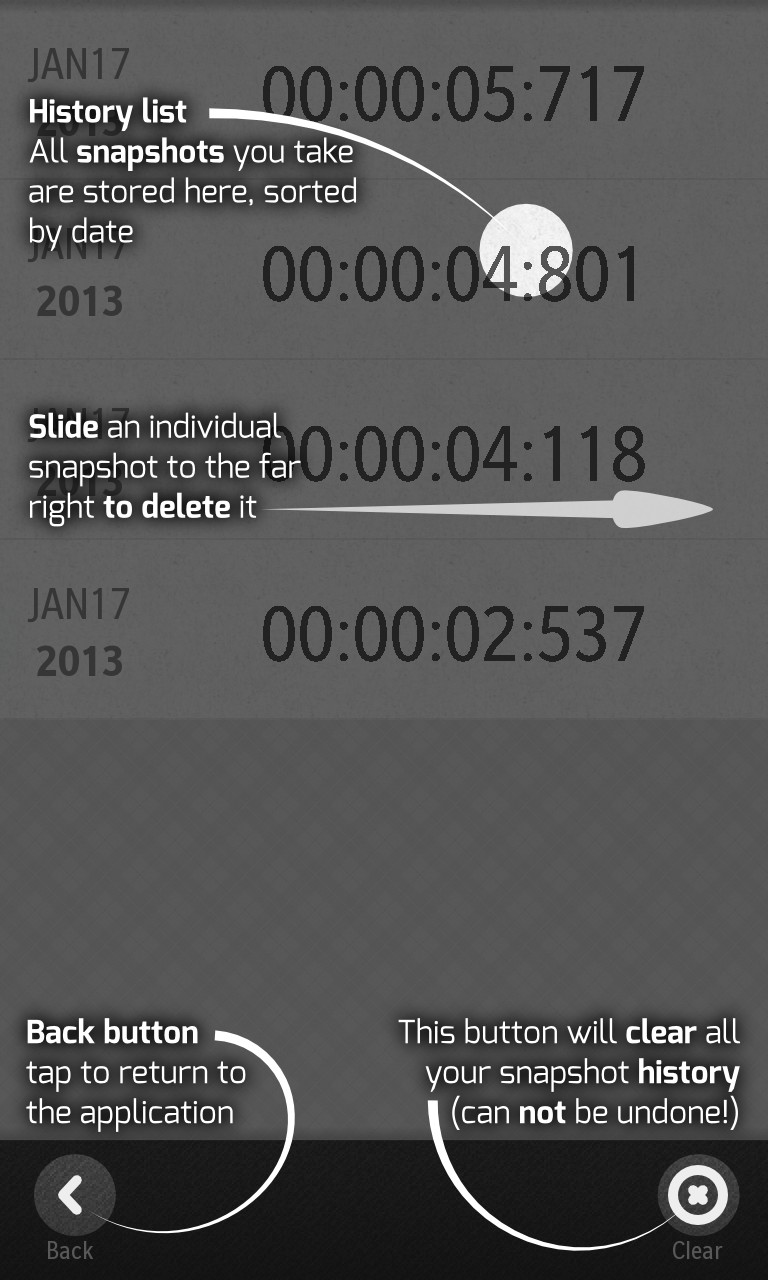 JAN17
00:00:05:717
2013
History list
All snapshots you take
are stored here, sorted
by date
JAN17
2013
00:00:04:801
JAN17
2013
00:00:04:118
Slide an individual
snapshot to the far
right to delete it
JAN17
2013
00:00:02:537
Back button
tap to return to
the application
This button will clear all
your snapshot history
(can not be undone!)
Back
Clear